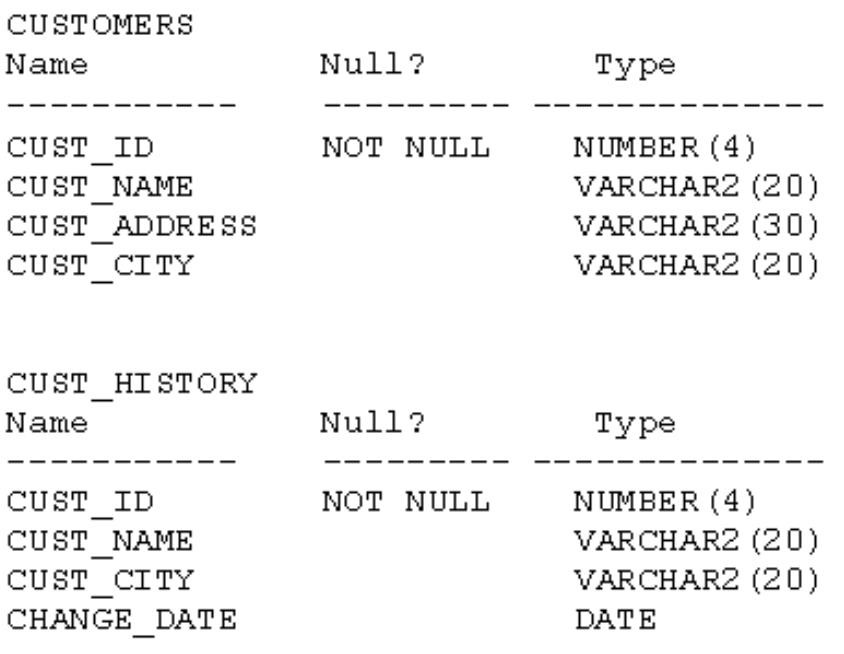 CUSTOMERS
Name Null? Type
----------- --------- --------------
CUST_ID NOT NULL NUMBER(4)
CUST_NAME VARCHAR2(20)
CUST_ADDRESS VARCHAR2(30)
CUST_CITY VARCHAR2(20)
CUST_HISTORY
Name Null? Type
----------- --------- --------------
CUST_ID NOT NULL NUMBER(4)
CUST_NAME VARCHAR2(20)
CUST_CITY VARCHAR2(20)
CHANGE_DATE DATE